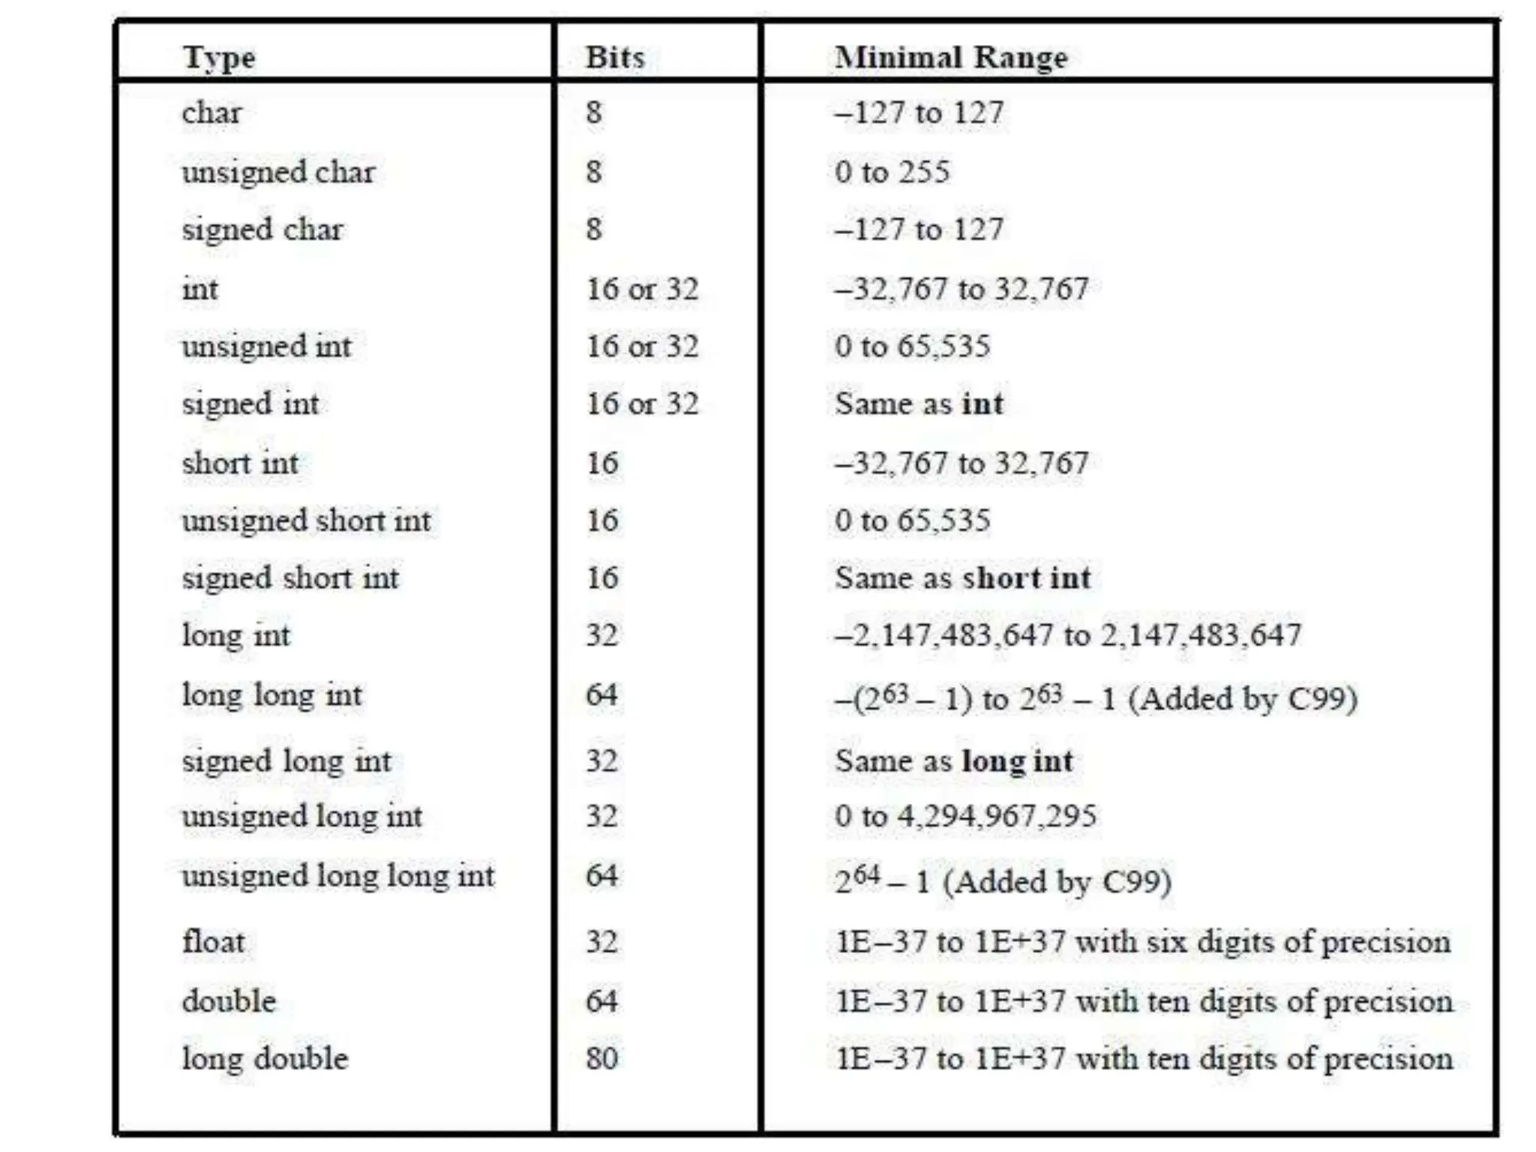 Type Bits Minimal Range
char 8 –127 to 127
unsigned char 8 0 to 255
signed char 8 –127 to 127
int 16 or 32 –32,767 to 32,767
unsigned int 16 or 32 0 to 65,535
signed int 16 or 32 Same as int
short int 16 –32,767 to 32,767
unsigned short int 16 0 to 65,535
signed short int 16 Same as short int
long int 32 –2,147,483,647 to 2,147,483,647
long long int 64 –(2⁶³ – 1) to 2⁶³ – 1 (Added by C99)
signed long int 32 Same as long int
unsigned long int 32 0 to 4,294,967,295
unsigned long long int 64 2⁶⁴ – 1 (Added by C99)
float 32 1E–37 to 1E+37 with six digits of precision
double 64 1E–37 to 1E+37 with ten digits of precision
long double 80 1E–37 to 1E+37 with ten digits of precision